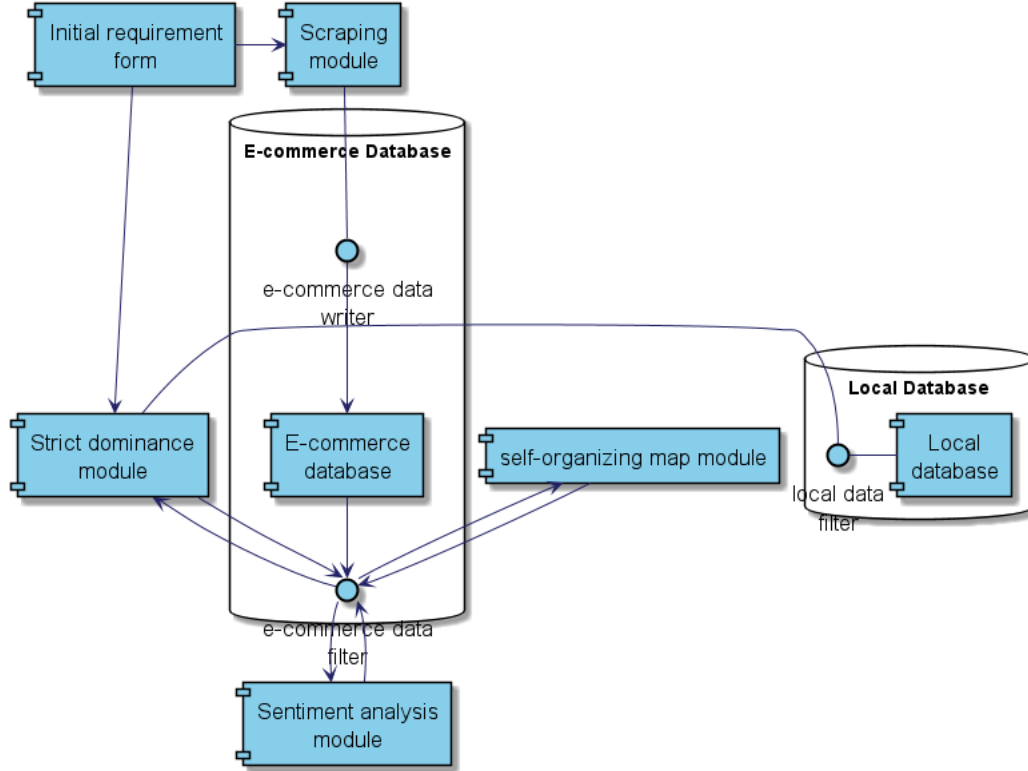 Initial requirement
form
Scraping
module
E-commerce Database
e-commerce data
writer
Local Database
Strict dominance
module
E-commerce
database
self-organizing map module
Local
database
local data
filter
e-commerce data
filter
Sentiment analysis
module